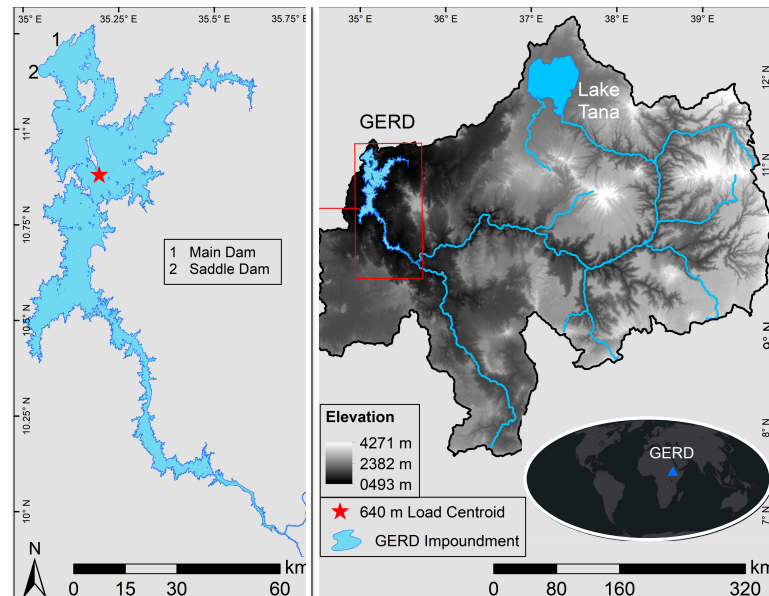 35° E
35.25°
35.5°
35.75°
1
2
11° N
10.75° N
10.5° N
10.25° N
10° N
1 Main Dam
2 Saddle Dam
N
0 15 30 60
km
35° E
36°
37°
38°
39°
GERD
Lake
Tana
12° N
11° N
9° N
8° N
7° N
Elevation
4271 m
2382 m
0493 m
GERD
640 m Load Centroid
GERD Impoundment
0 80 160 320
km